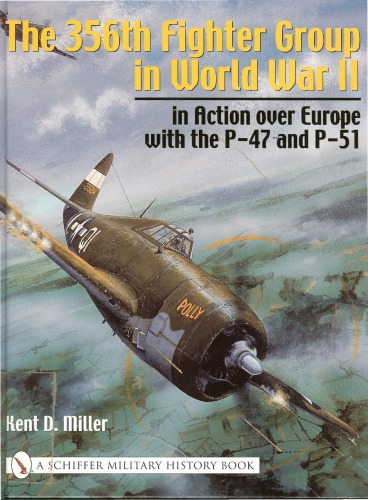 The 356th Fighter Group
in World War II
in Action over Europe
with the P-47 and P-51
POLLY
Kent D. Miller
A SCHIFFER MILITARY HISTORY BOOK